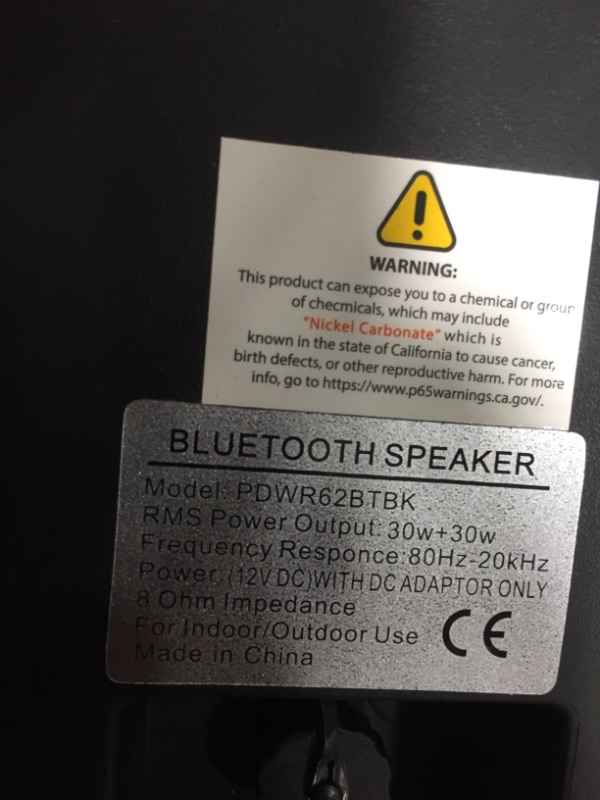 WARNING:
This product can expose you to a chemical or group
of checmicals, which may include
"Nickel Carbonate" which is
known in the state of California to cause cancer,
birth defects, or other reproductive harm. For more
info, go to https://www.p65warnings.ca.gov/.
BLUETOOTH SPEAKER
Model: PDWR62BTBK
RMS Power Output: 30w+30w
Frequency Responce:80Hz-20kHz
Power: (12V DC)WITH DC ADAPTOR ONLY
8 Ohm Impedance
For Indoor/Outdoor Use CE
Made in China